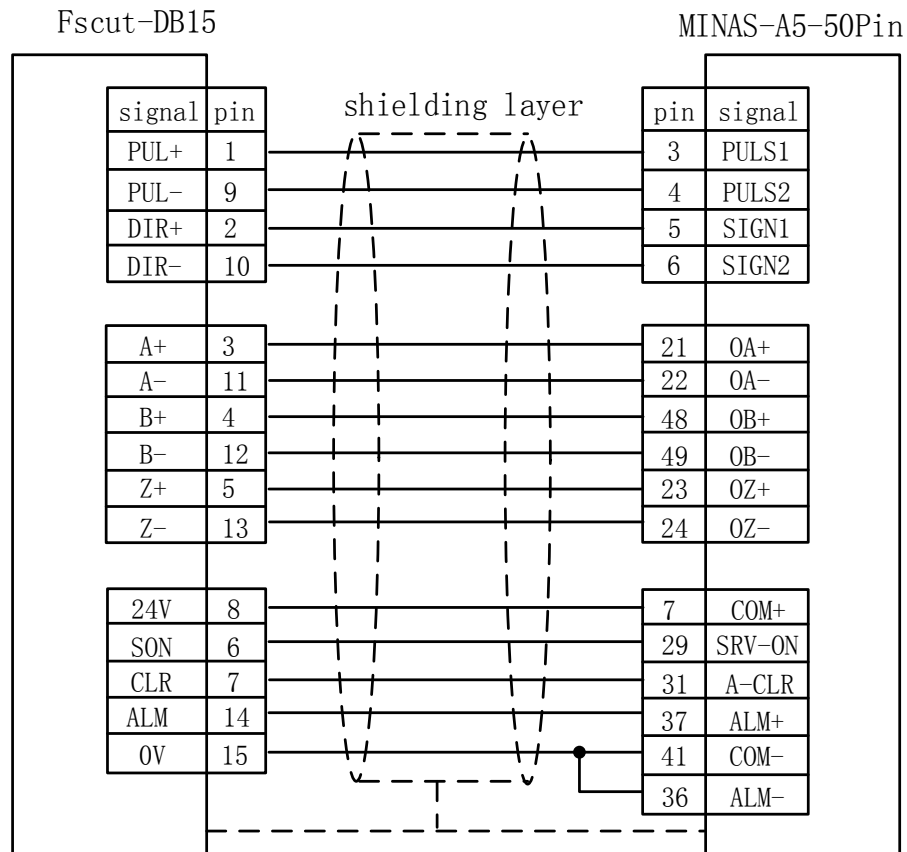 Fscut-DB15 MINAS-A5-50Pin
shielding layer
signal pin pin signal
PUL+ 1 3 PULS1
PUL- 9 4 PULS2
DIR+ 2 5 SIGN1
DIR- 10 6 SIGN2
A+ 3 21 OA+
A- 11 22 OA-
B+ 4 48 OB+
B- 12 49 OB-
Z+ 5 23 OZ+
Z- 13 24 OZ-
24V 8 7 COM+
SON 6 29 SRV-ON
CLR 7 31 A-CLR
ALM 14 37 ALM+
0V 15 41 COM-
36 ALM-